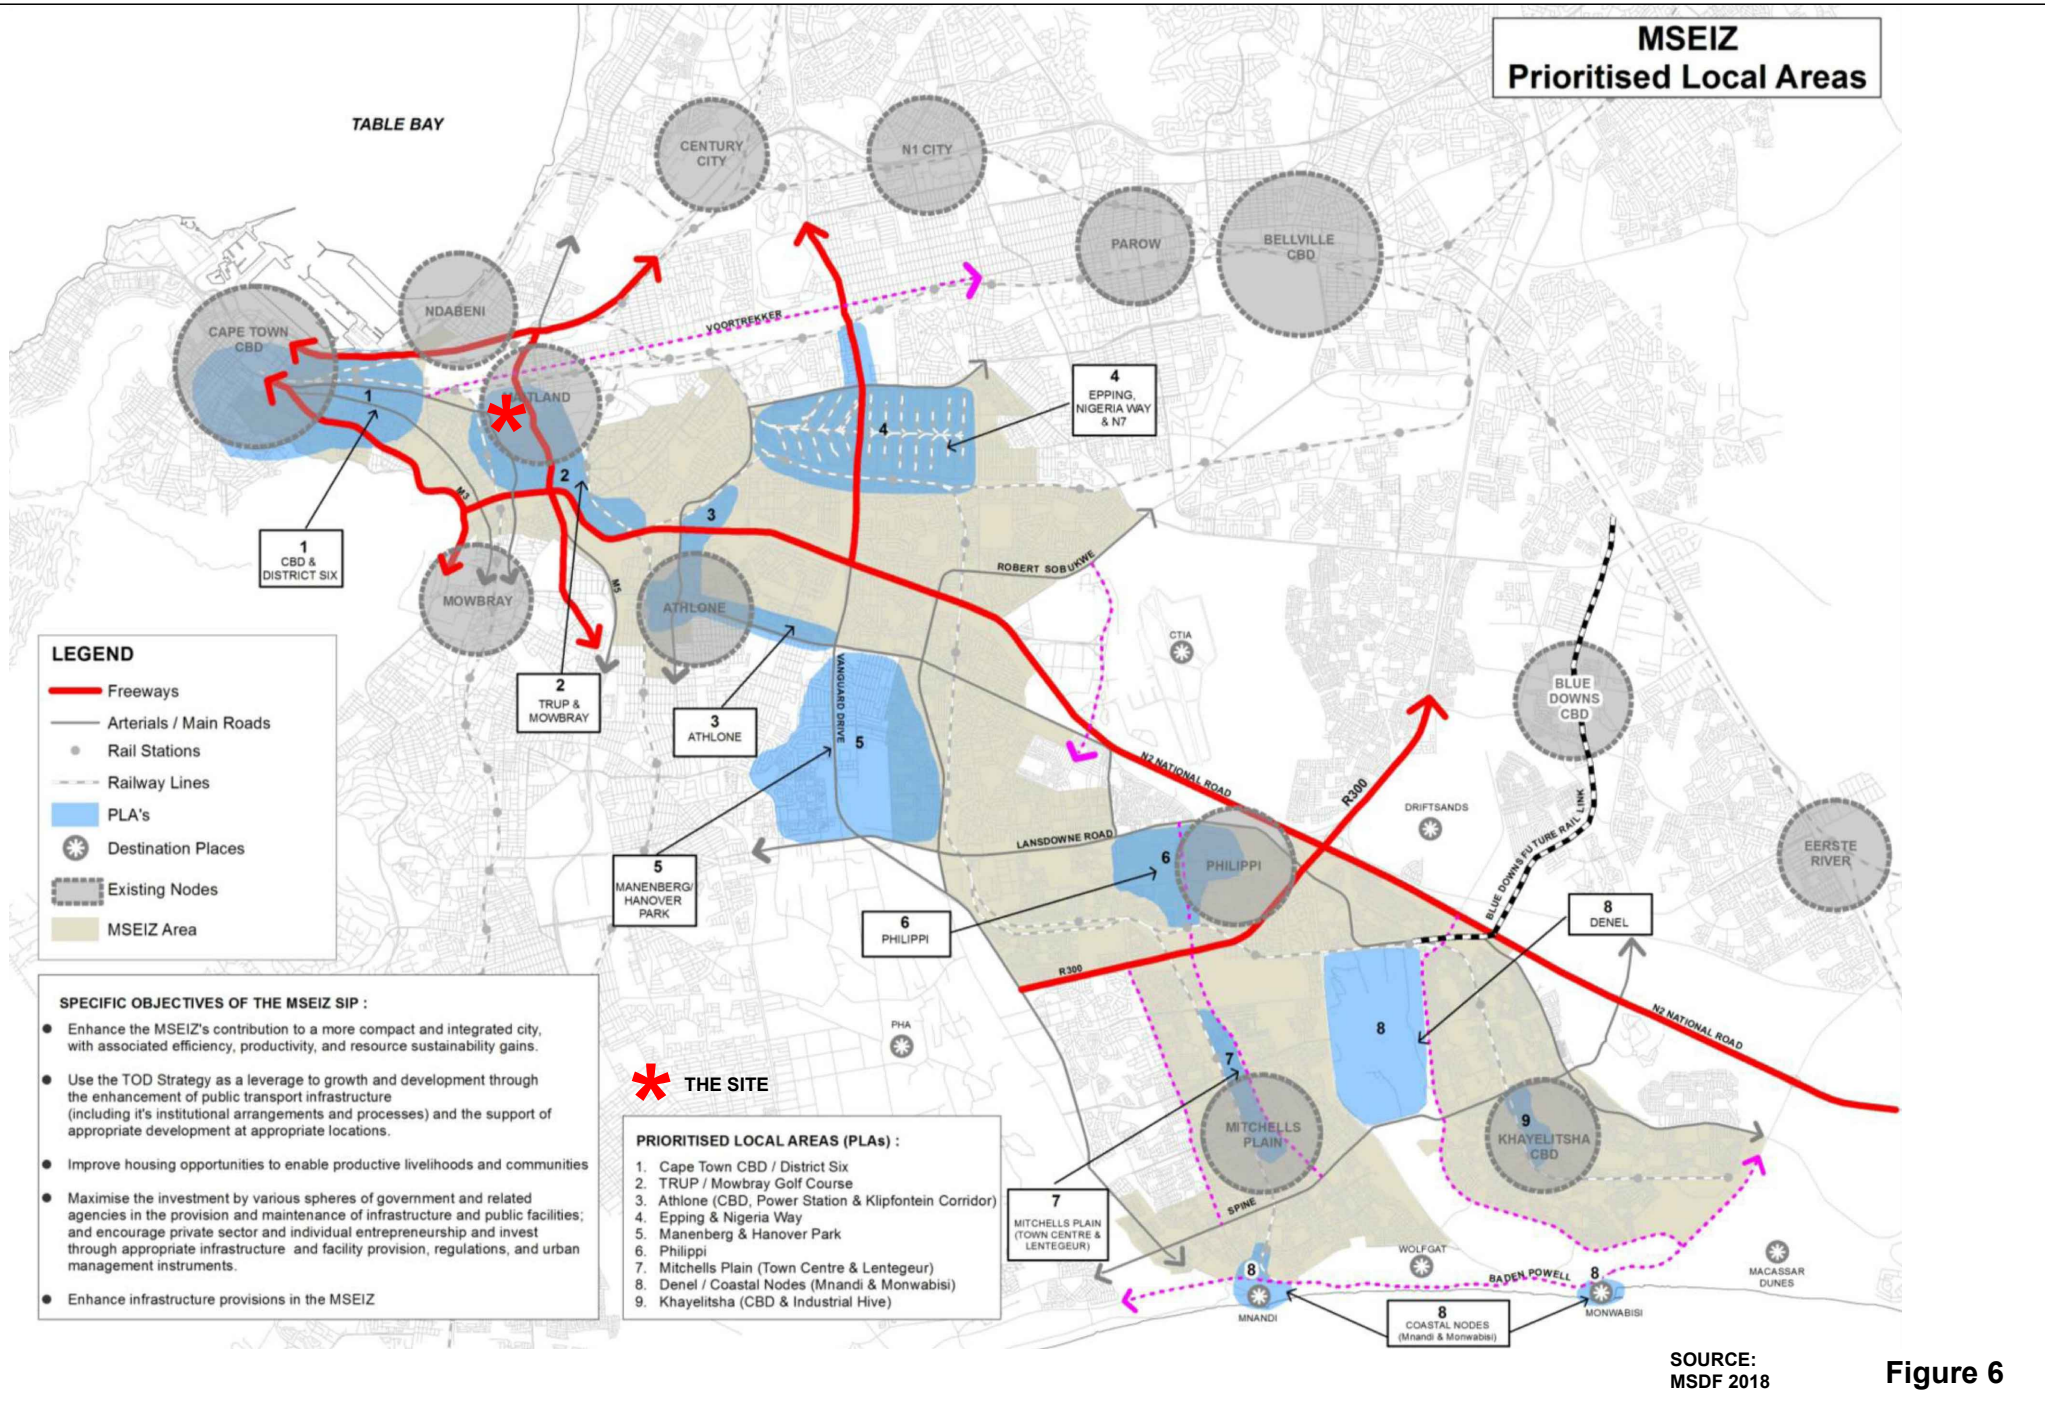 MSEIZ
Prioritised Local Areas
TABLE BAY
CENTURY
CITY
N1 CITY
PAROW
BELLVILLE
CBD
NDABENI
CAPE TOWN
CBD
VOORTREKKER
1
MAITLAND
2
3
4
4
EPPING,
NIGERIA WAY
& N7
M3
1
CBD &
DISTRICT SIX
MOWBRAY
M5
ATHLONE
ROBERT SOBUKWE
CTIA
2
TRUP &
MOWBRAY
3
ATHLONE
VANGUARD DRIVE
5
BLUE
DOWNS
CBD
N2 NATIONAL ROAD
R300
DRIFTSANDS
BLUE DOWNS FUTURE RAIL LINK
EERSTE
RIVER
LANSDOWNE ROAD
6
PHILIPPI
5
MANENBERG/
HANOVER
PARK
6
PHILIPPI
8
DENEL
R300
8
N2 NATIONAL ROAD
PHA
7
MITCHELLS
PLAIN
9
KHAYELITSHA
CBD
SPINE
7
MITCHELLS PLAIN
(TOWN CENTRE &
LENTEGEUR)
WOLFGAT
BADEN POWELL
8
MNANDI
8
MONWABISI
MACASSAR
DUNES
8
COASTAL NODES
(Mnandi & Monwabisi)
LEGEND
Freeways
Arterials / Main Roads
Rail Stations
Railway Lines
PLA's
Destination Places
Existing Nodes
MSEIZ Area
SPECIFIC OBJECTIVES OF THE MSEIZ SIP :
● Enhance the MSEIZ's contribution to a more compact and integrated city,
with associated efficiency, productivity, and resource sustainability gains.
● Use the TOD Strategy as a leverage to growth and development through
the enhancement of public transport infrastructure
(including it's institutional arrangements and processes) and the support of
appropriate development at appropriate locations.
● Improve housing opportunities to enable productive livelihoods and communities
● Maximise the investment by various spheres of government and related
agencies in the provision and maintenance of infrastructure and public facilities;
and encourage private sector and individual entrepreneurship and invest
through appropriate infrastructure and facility provision, regulations, and urban
management instruments.
● Enhance infrastructure provisions in the MSEIZ
* THE SITE
PRIORITISED LOCAL AREAS (PLAs) :
1. Cape Town CBD / District Six
2. TRUP / Mowbray Golf Course
3. Athlone (CBD, Power Station & Klipfontein Corridor)
4. Epping & Nigeria Way
5. Manenberg & Hanover Park
6. Philippi
7. Mitchells Plain (Town Centre & Lentegeur)
8. Denel / Coastal Nodes (Mnandi & Monwabisi)
9. Khayelitsha (CBD & Industrial Hive)
SOURCE:
MSDF 2018
Figure 6